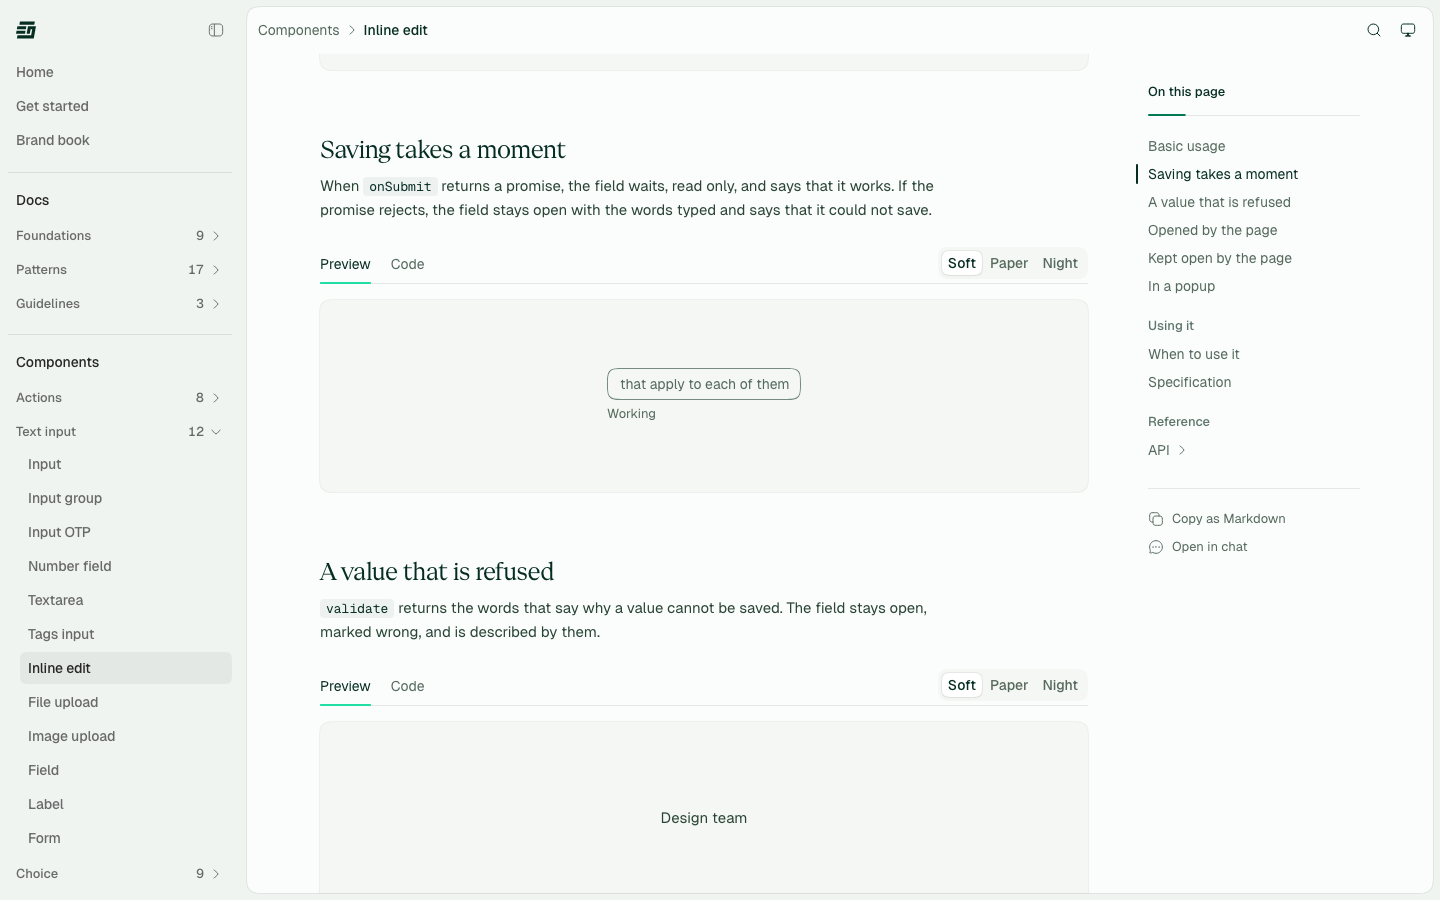 Components
Inline edit
Home
Get started
Brand book
Docs
Foundations 9
Patterns 17
Guidelines 3
Components
Actions 8
Text input 12
Input
Input group
Input OTP
Number field
Textarea
Tags input
Inline edit
File upload
Image upload
Field
Label
Form
Choice 9
Saving takes a moment
When onSubmit returns a promise, the field waits, read only, and says that it works. If the
promise rejects, the field stays open with the words typed and says that it could not save.
Preview Code Soft Paper Night
that apply to each of them
Working
A value that is refused
validate returns the words that say why a value cannot be saved. The field stays open,
marked wrong, and is described by them.
Preview Code Soft Paper Night
Design team
On this page
Basic usage
Saving takes a moment
A value that is refused
Opened by the page
Kept open by the page
In a popup
Using it
When to use it
Specification
Reference
API
Copy as Markdown
Open in chat